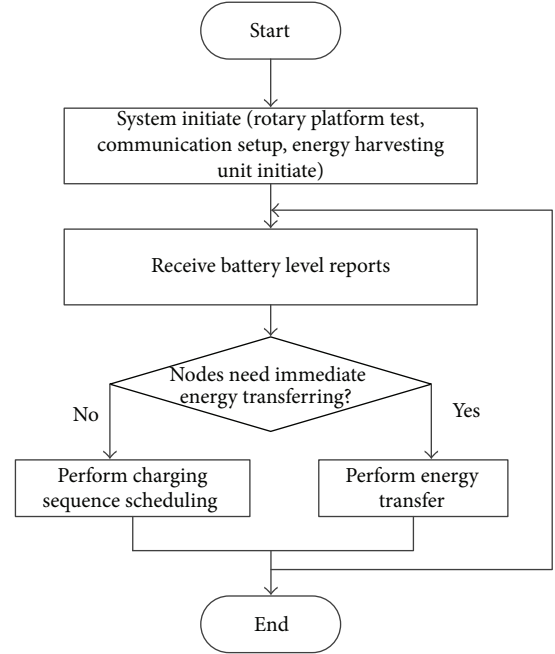 Start
System initiate (rotary platform test,
communication setup, energy harvesting
unit initiate)
Receive battery level reports
Nodes need immediate
energy transferring?
No
Yes
Perform charging
sequence scheduling
Perform energy
transfer
End